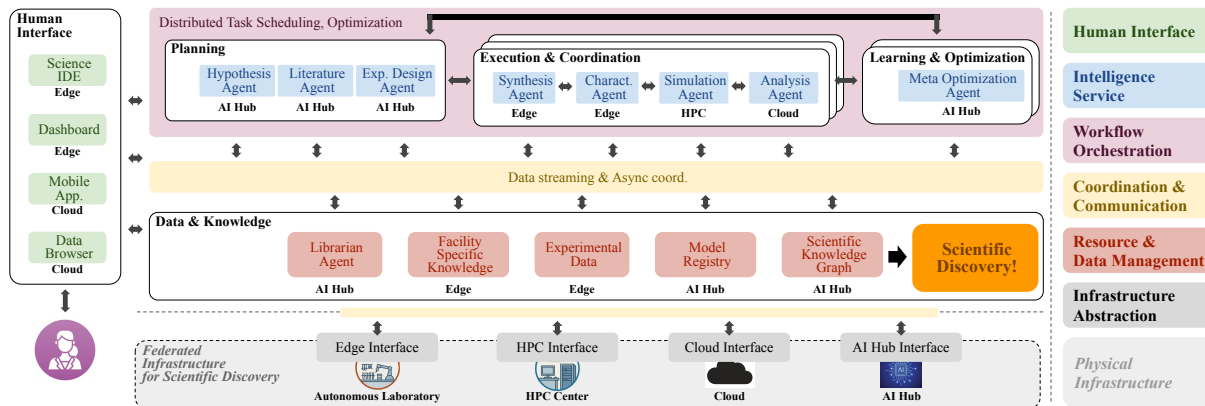 Human
Interface
Science
IDE
Edge
Dashboard
Edge
Mobile
App.
Cloud
Data
Browser
Cloud
Distributed Task Scheduling, Optimization
Planning
Hypothesis
Agent
AI Hub
Literature
Agent
AI Hub
Exp. Design
Agent
AI Hub
Execution & Coordination
Synthesis
Agent
Edge
Charact.
Agent
Edge
Simulation
Agent
HPC
Analysis
Agent
Cloud
Learning & Optimization
Meta Optimization
Agent
AI Hub
Data streaming & Async coord.
Data & Knowledge
Librarian
Agent
AI Hub
Facility
Specific
Knowledge
Edge
Experimental
Data
Edge
Model
Registry
AI Hub
Scientific
Knowledge
Graph
AI Hub
Scientific
Discovery!
Federated
Infrastructure
for Scientific Discovery
Edge Interface
Autonomous Laboratory
HPC Interface
HPC Center
Cloud Interface
Cloud
AI Hub Interface
AI
AI Hub
Human Interface
Intelligence
Service
Workflow
Orchestration
Coordination &
Communication
Resource &
Data Management
Infrastructure
Abstraction
Physical
Infrastructure